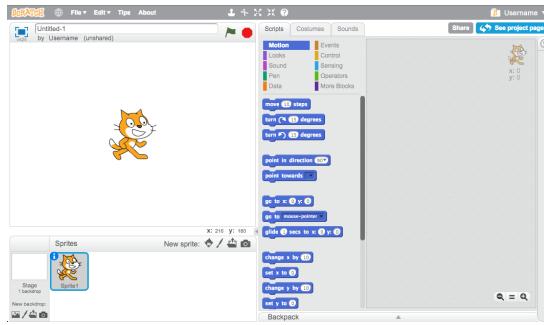 SCRATCH File▾ Edit▾ Tips About Username ▾
Untitled-1
by Username (unshared)
Scripts Costumes Sounds
Share See project page
Motion Events
Looks Control
Sound Sensing
Pen Operators
Data More Blocks
x: 0
y: 0
move 10 steps
turn ↻ 15 degrees
turn ↺ 15 degrees
point in direction 90▾
point towards
go to x: 0 y: 0
go to mouse-pointer
glide 1 secs to x: 0 y: 0
change x by 10
set x to 0
change y by 10
set y to 0
X: 216 Y: 180
Sprites New sprite:
Stage
1 backdrop
Sprite1
New backdrop:
Backpack